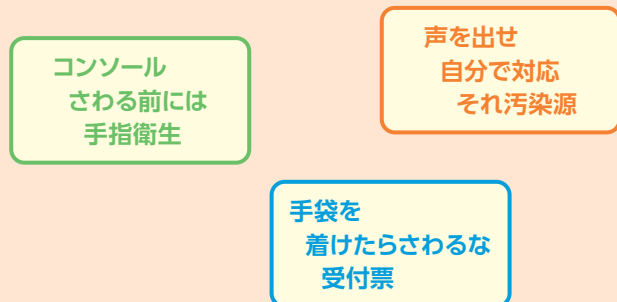 コンソール
さわる前には
手指衛生
声を出せ
自分で対応
それ汚染源
手袋を
着けたらさわるな
受付票